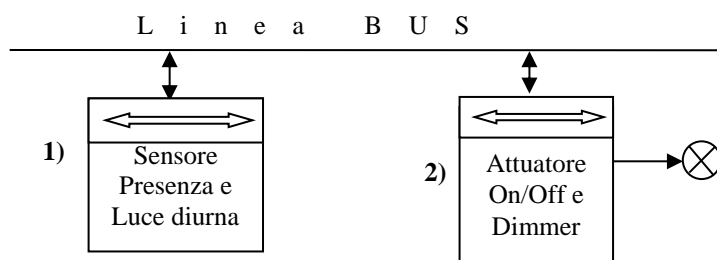 L i n e a B U S
1)
Sensore
Presenza e
Luce diurna
2)
Attuatore
On/Off e
Dimmer